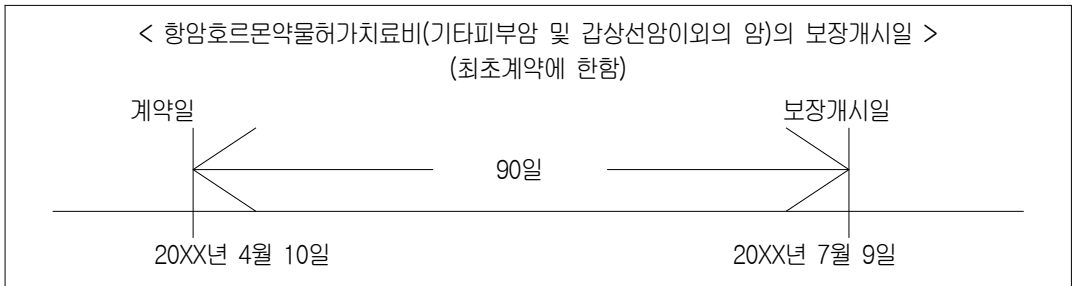 < 항암호르몬약물허가치료비(기타피부암 및 갑상선암이외의 암)의 보장개시일 >
(최초계약에 한함)
계약일 보장개시일
90일
20XX년 4월 10일 20XX년 7월 9일